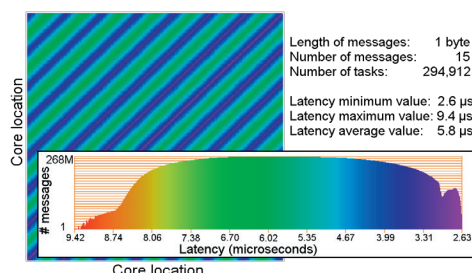 Length of messages: 1 byte
Number of messages: 15
Number of tasks: 294,912
Latency minimum value: 2.6 µs
Latency maximum value: 9.4 µs
Latency average value: 5.8 µs
Core location
268M
# messages
1
9.42 8.74 8.06 7.38 6.70 6.02 5.35 4.67 3.99 3.31 2.63
Latency (microseconds)
Core location